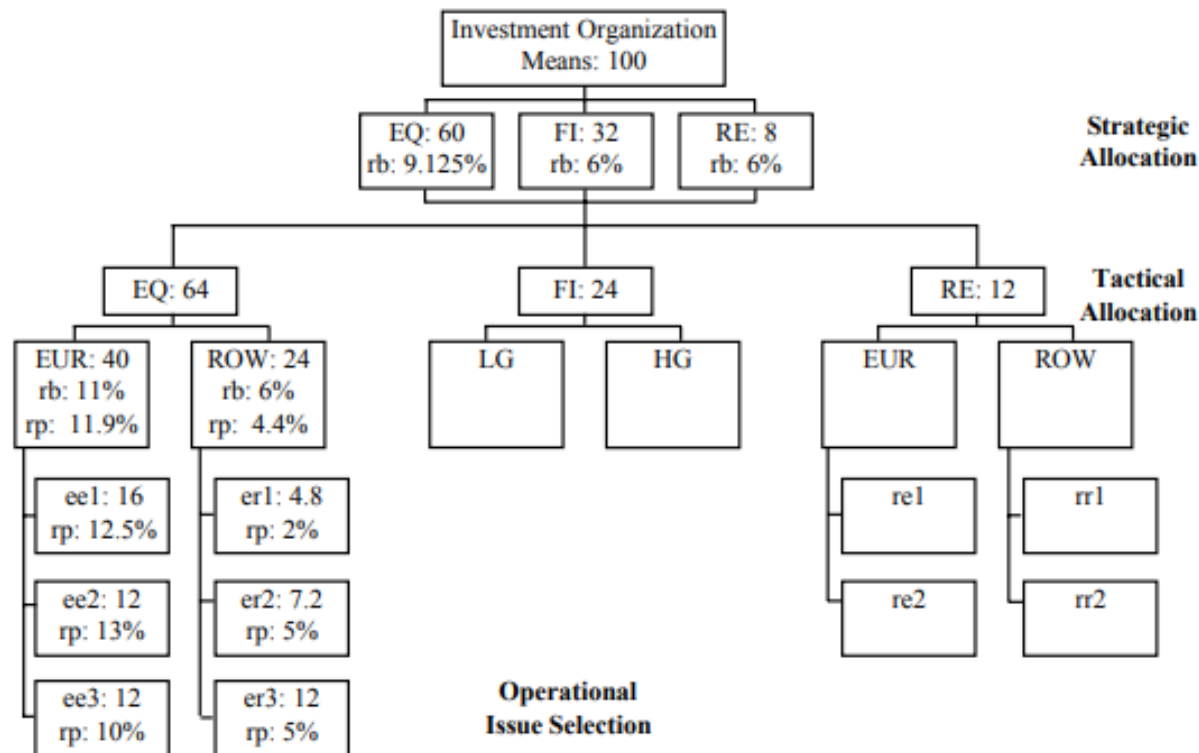 Investment Organization
Means: 100
EQ: 60
rb: 9.125%
FI: 32
rb: 6%
RE: 8
rb: 6%
Strategic
Allocation
EQ: 64
FI: 24
RE: 12
Tactical
Allocation
EUR: 40
rb: 11%
rp: 11.9%
ROW: 24
rb: 6%
rp: 4.4%
LG
HG
EUR
ROW
ee1: 16
rp: 12.5%
er1: 4.8
rp: 2%
re1
rr1
ee2: 12
rp: 13%
er2: 7.2
rp: 5%
re2
rr2
ee3: 12
rp: 10%
er3: 12
rp: 5%
Operational
Issue Selection